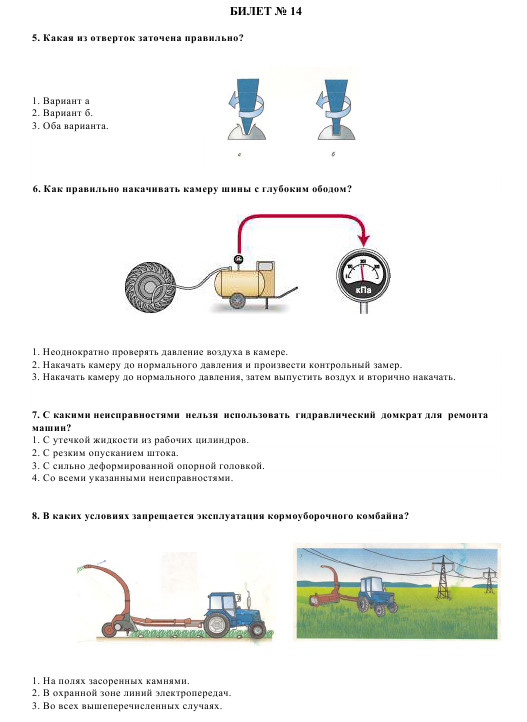 БИЛЕТ № 14
5. Какая из отверток заточена правильно?
1. Вариант а
2. Вариант б.
3. Оба варианта.
а б
6. Как правильно накачивать камеру шины с глубоким ободом?
кПа
1. Неоднократно проверять давление воздуха в камере.
2. Накачать камеру до нормального давления и произвести контрольный замер.
3. Накачать камеру до нормального давления, затем выпустить воздух и вторично накачать.
7. С какими неисправностями нельзя использовать гидравлический домкрат для ремонта
машин?
1. С утечкой жидкости из рабочих цилиндров.
2. С резким опусканием штока.
3. С сильно деформированной опорной головкой.
4. Со всеми указанными неисправностями.
8. В каких условиях запрещается эксплуатация кормоуборочного комбайна?
1. На полях засоренных камнями.
2. В охранной зоне линий электропередач.
3. Во всех вышеперечисленных случаях.